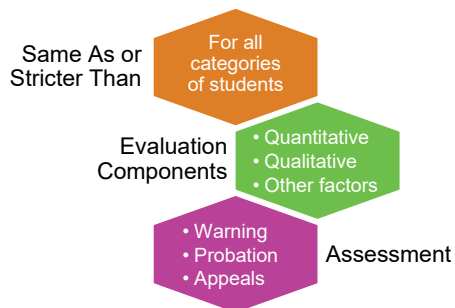 Same As or
Stricter Than
For all
categories
of students
Evaluation
Components
• Quantitative
• Qualitative
• Other factors
• Warning
• Probation
• Appeals
Assessment